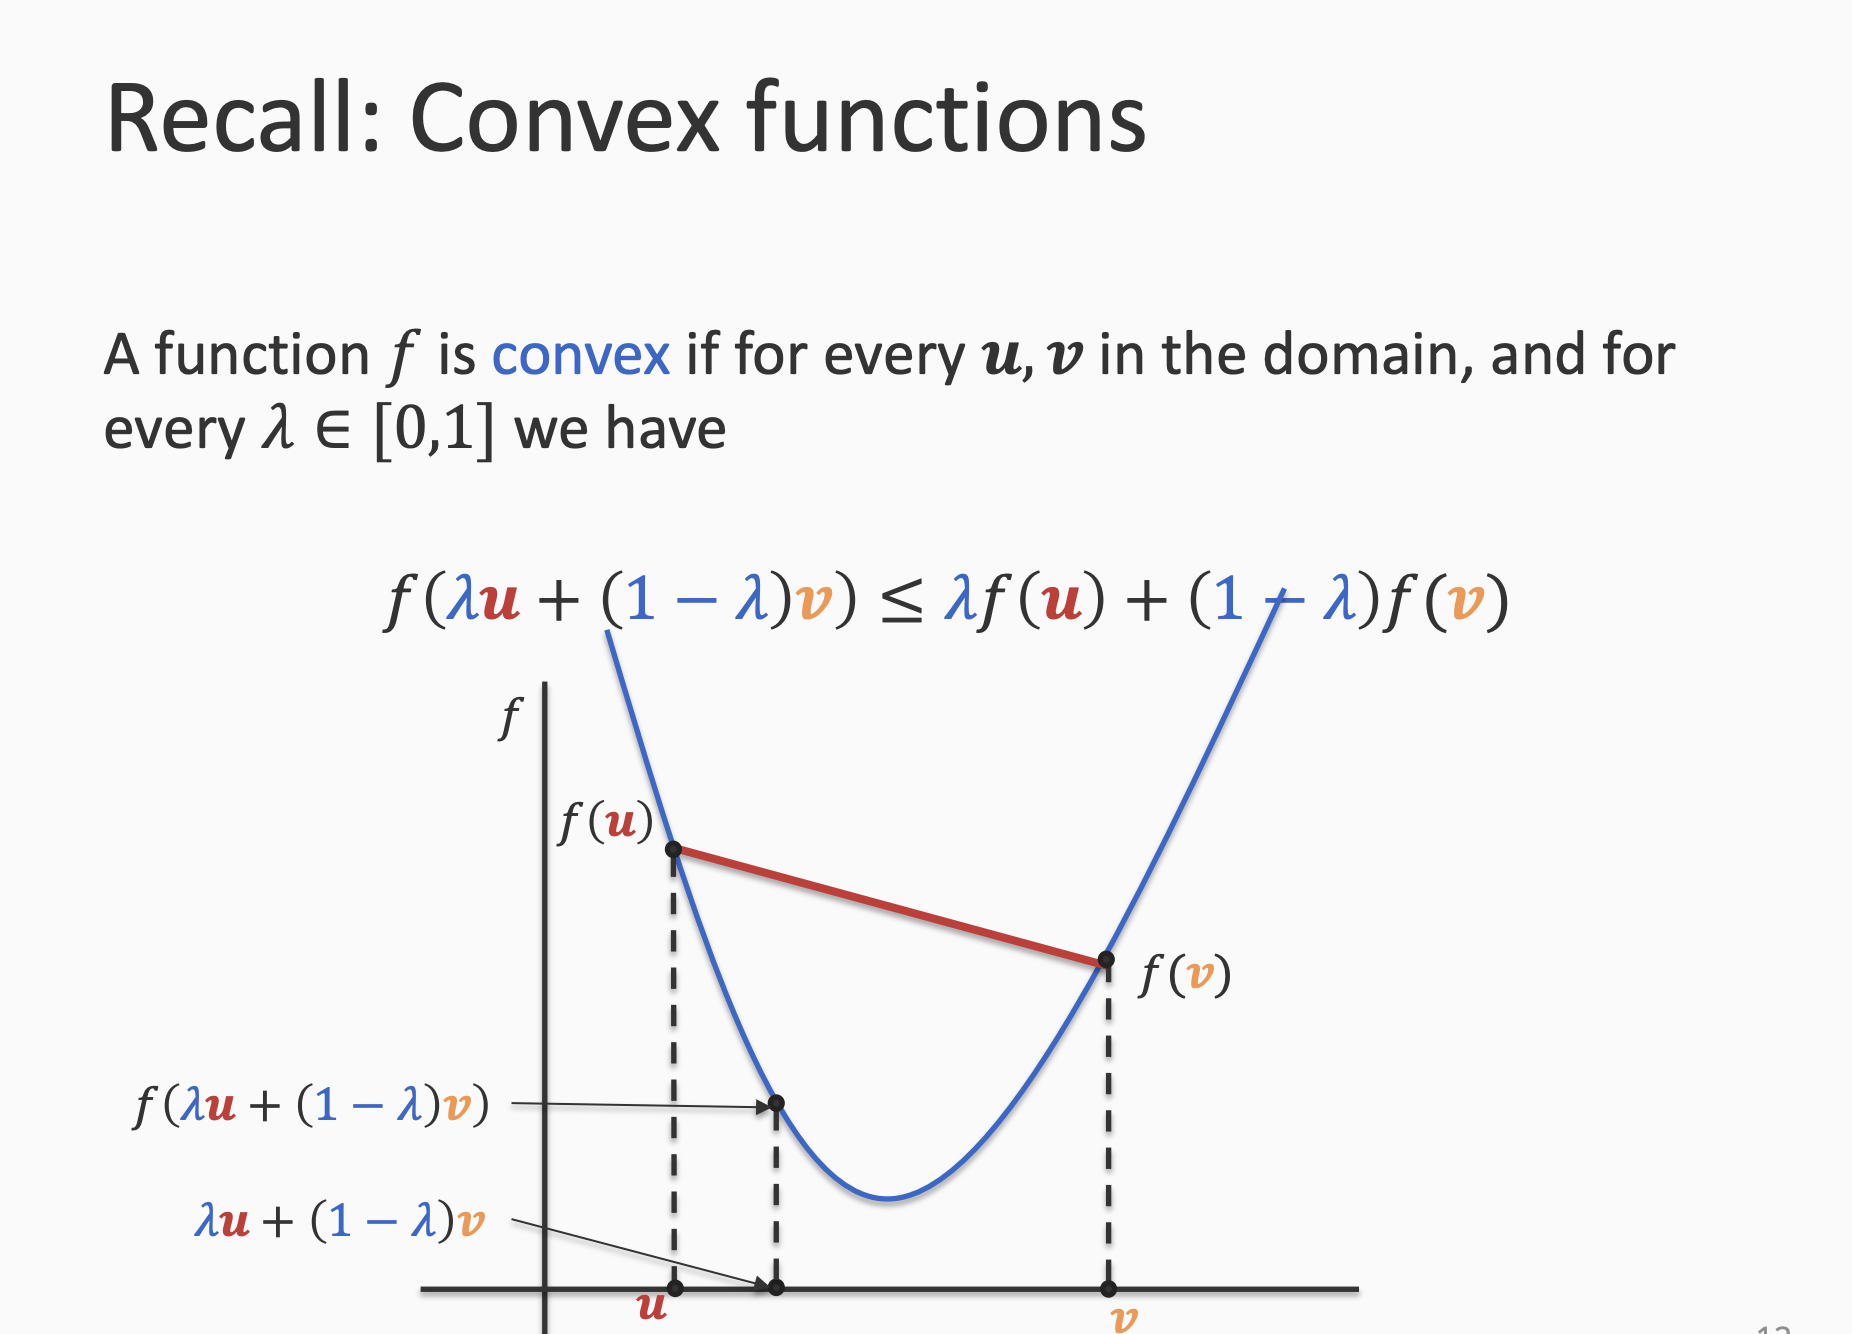 Recall: Convex functions
A function f is convex if for every u, v in the domain, and for
every λ ∈ [0,1] we have
f(λu + (1 − λ)v) ≤ λf(u) + (1 − λ)f(v)
f
f(u)
f(v)
f(λu + (1 − λ)v)
λu + (1 − λ)v
u
v